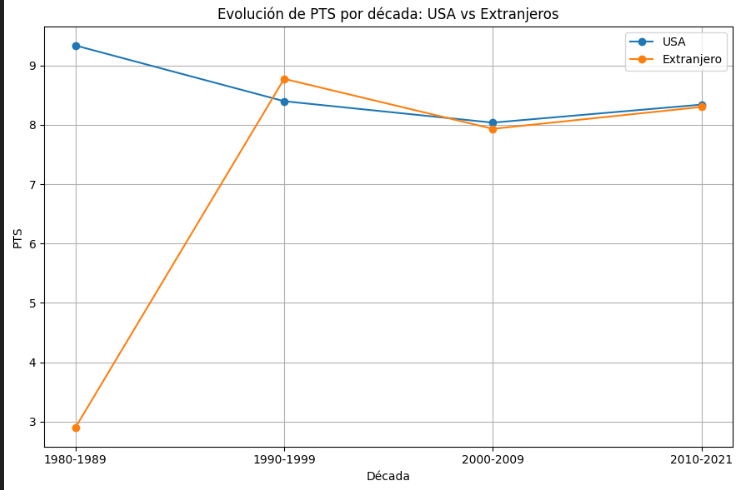 Evolución de PTS por década: USA vs Extranjeros
USA
Extranjero
9
8
7
6
5
4
3
PTS
1980-1989
1990-1999
2000-2009
2010-2021
Década